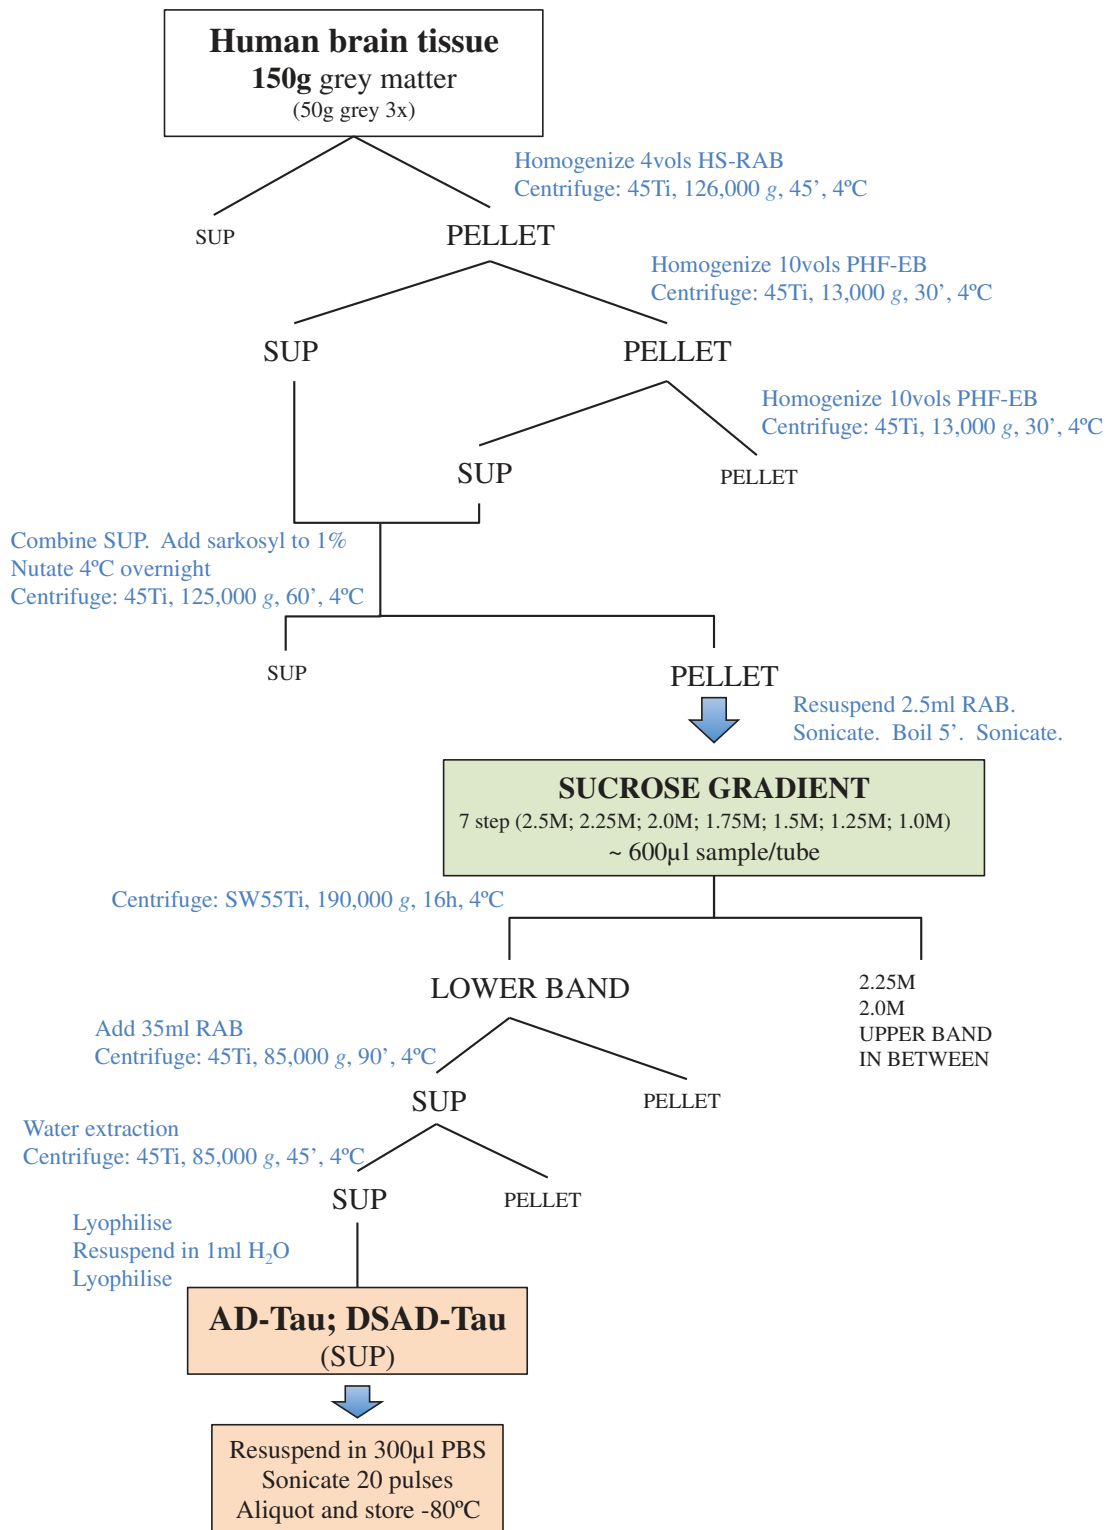 Human brain tissue
150g grey matter
(50g grey 3x)
Homogenize 4vols HS-RAB
Centrifuge: 45Ti, 126,000 g, 45’, 4ºC
SUP
PELLET
Homogenize 10vols PHF-EB
Centrifuge: 45Ti, 13,000 g, 30’, 4ºC
SUP
PELLET
Homogenize 10vols PHF-EB
Centrifuge: 45Ti, 13,000 g, 30’, 4ºC
SUP
PELLET
Combine SUP. Add sarkosyl to 1%
Nutate 4ºC overnight
Centrifuge: 45Ti, 125,000 g, 60’, 4ºC
SUP
PELLET
Resuspend 2.5ml RAB.
Sonicate. Boil 5’. Sonicate.
SUCROSE GRADIENT
7 step (2.5M; 2.25M; 2.0M; 1.75M; 1.5M; 1.25M; 1.0M)
~ 600µl sample/tube
Centrifuge: SW55Ti, 190,000 g, 16h, 4ºC
LOWER BAND
2.25M
2.0M
UPPER BAND
IN BETWEEN
Add 35ml RAB
Centrifuge: 45Ti, 85,000 g, 90’, 4ºC
SUP
PELLET
Water extraction
Centrifuge: 45Ti, 85,000 g, 45’, 4ºC
SUP
PELLET
Lyophilise
Resuspend in 1ml H₂O
Lyophilise
AD-Tau; DSAD-Tau
(SUP)
Resuspend in 300µl PBS
Sonicate 20 pulses
Aliquot and store -80ºC